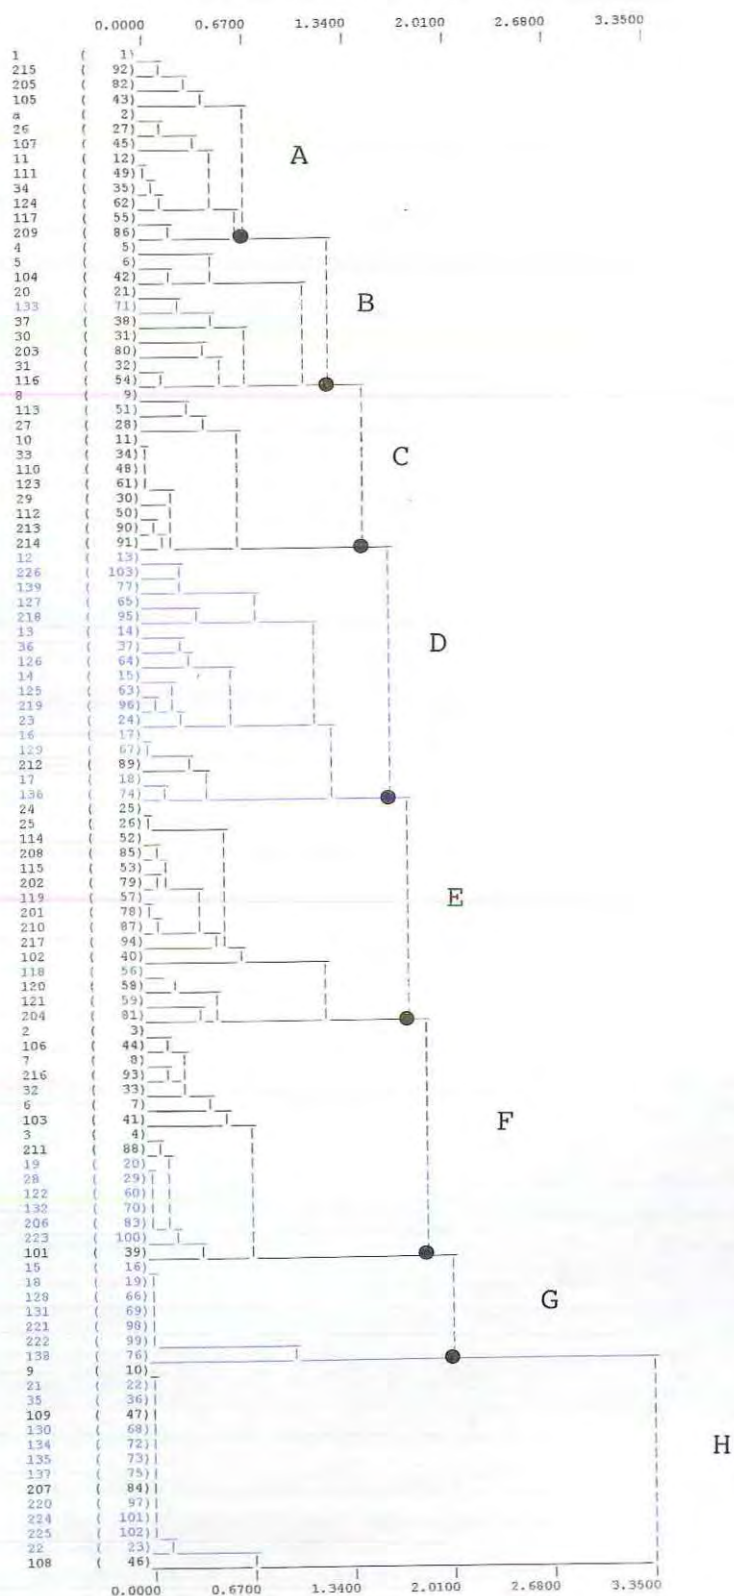 0.0000 0.6700 1.3400 2.0100 2.6800 3.3500
1 ( 1)
215 ( 92)
205 ( 82)
105 ( 43)
a ( 2)
26 ( 27)
107 ( 45)
A
11 ( 12)
111 ( 49)
34 ( 35)
124 ( 62)
117 ( 55)
209 ( 86)
4 ( 5)
5 ( 6)
104 ( 42)
20 ( 21)
B
133 ( 71)
37 ( 38)
30 ( 31)
203 ( 80)
31 ( 32)
116 ( 54)
8 ( 9)
113 ( 51)
27 ( 28)
10 ( 11)
33 ( 34)
C
110 ( 48)
123 ( 61)
29 ( 30)
112 ( 50)
213 ( 90)
214 ( 91)
12 ( 13)
226 ( 103)
139 ( 77)
127 ( 65)
218 ( 95)
13 ( 14)
36 ( 37)
D
126 ( 64)
14 ( 15)
125 ( 63)
219 ( 96)
23 ( 24)
16 ( 17)
129 ( 67)
212 ( 89)
17 ( 18)
136 ( 74)
24 ( 25)
25 ( 26)
114 ( 52)
208 ( 85)
115 ( 53)
202 ( 79)
119 ( 57)
E
201 ( 78)
210 ( 87)
217 ( 94)
102 ( 40)
118 ( 56)
120 ( 58)
121 ( 59)
204 ( 81)
2 ( 3)
106 ( 44)
7 ( 8)
216 ( 93)
32 ( 33)
6 ( 7)
103 ( 41)
F
3 ( 4)
211 ( 88)
19 ( 20)
28 ( 29)
122 ( 60)
132 ( 70)
206 ( 83)
223 ( 100)
101 ( 39)
15 ( 16)
18 ( 19)
128 ( 66)
G
131 ( 69)
221 ( 98)
222 ( 99)
138 ( 76)
9 ( 10)
21 ( 22)
35 ( 36)
109 ( 47)
130 ( 68)
134 ( 72)
H
135 ( 73)
137 ( 75)
207 ( 84)
220 ( 97)
224 ( 101)
225 ( 102)
22 ( 23)
108 ( 46)
0.0000 0.6700 1.3400 2.0100 2.6800 3.3500